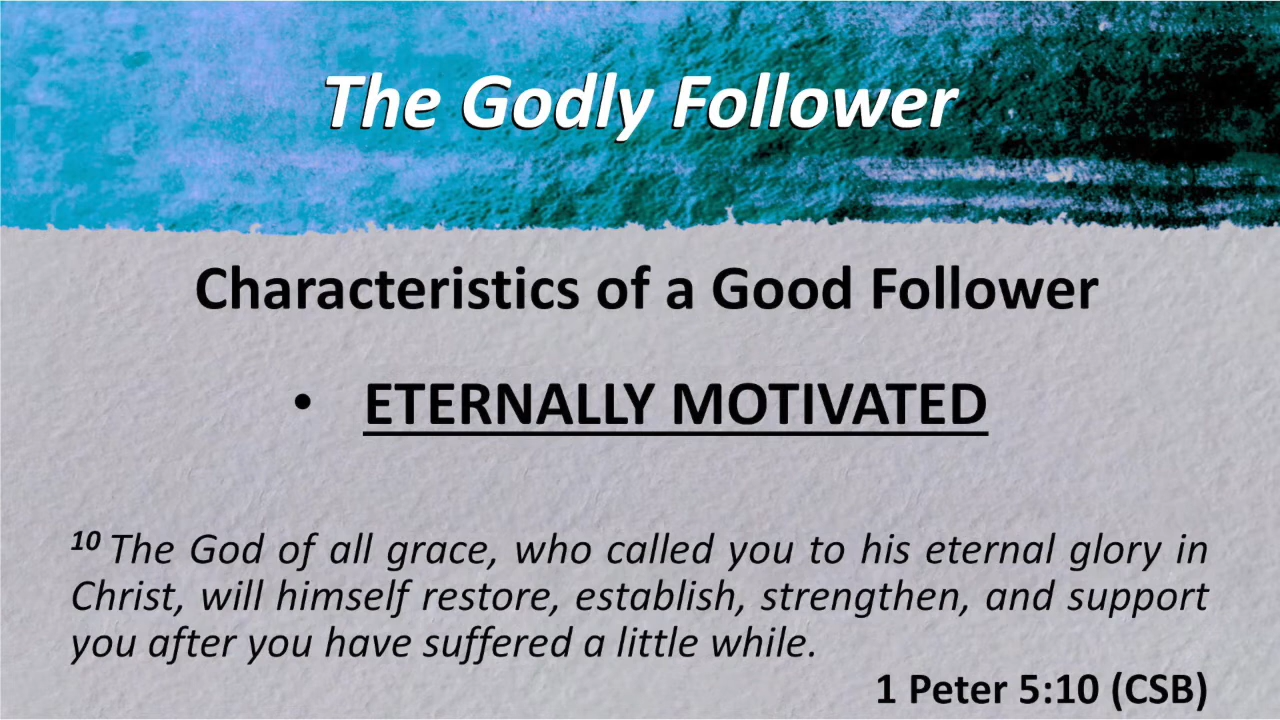 The Godly Follower
Characteristics of a Good Follower
• ETERNALLY MOTIVATED
10 The God of all grace, who called you to his eternal glory in
Christ, will himself restore, establish, strengthen, and support
you after you have suffered a little while.
1 Peter 5:10 (CSB)